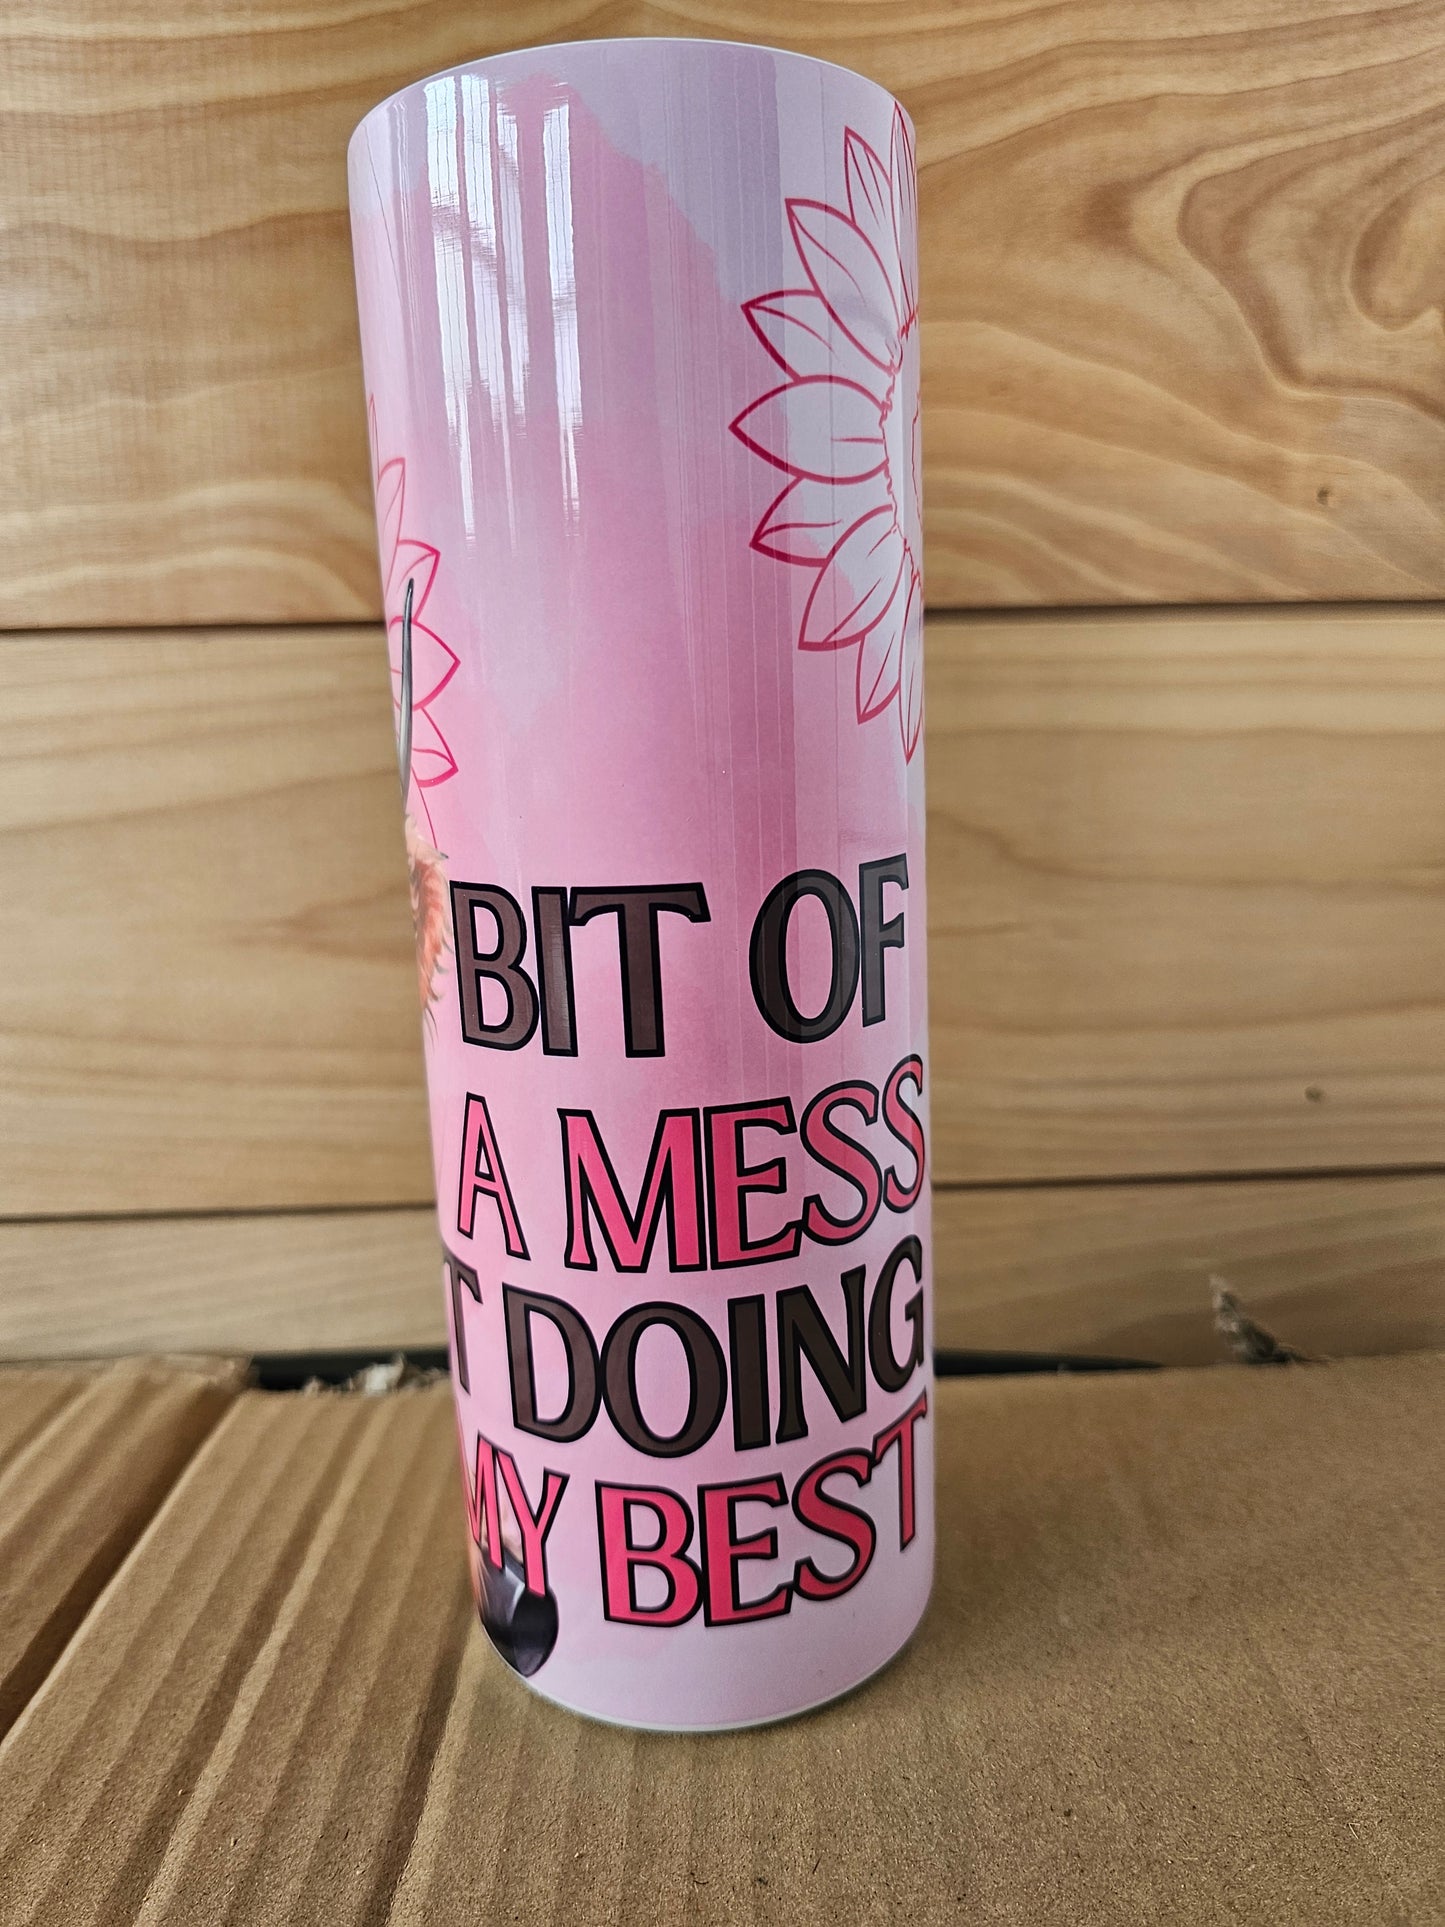 BIT OF
A MESS
T DOING
MY BEST